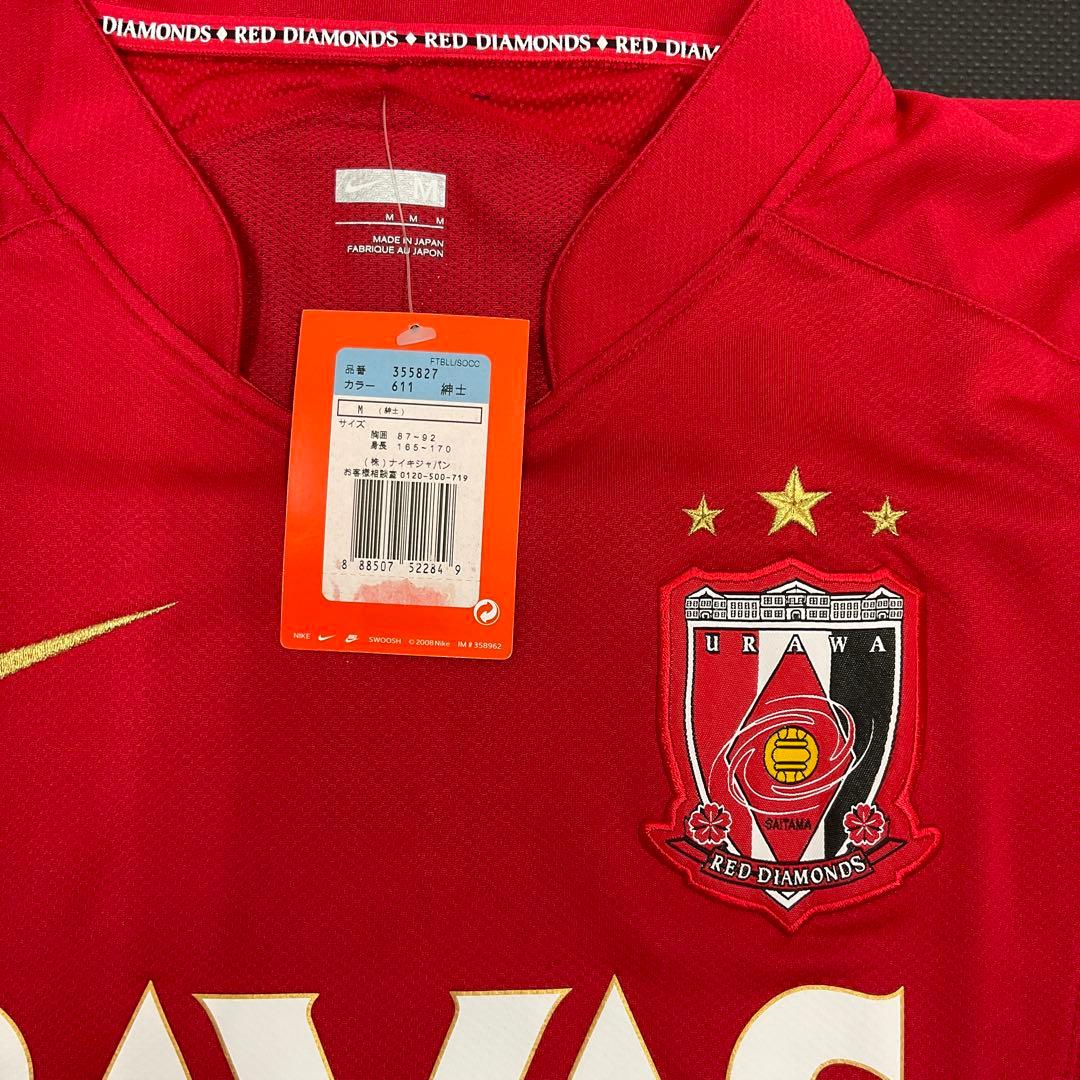 DIAMONDS ♦ RED DIAMONDS ♦ RED DIAMONDS ♦ RED DIAM
M
M M M
MADE IN JAPAN
FABRIQUE AU JAPON
FTBLL/SOCC
品番 355827
カラー 611 紳士
M (紳士)
サイズ
胸囲 87~92
身長 165~170
(株)ナイキジャパン
お客様相談室 0120-500-719
8 88507 52284 9
NIKE SWOOSH © 2008 Nike IM # 358962
URAWA
SAITAMA
RED DIAMONDS